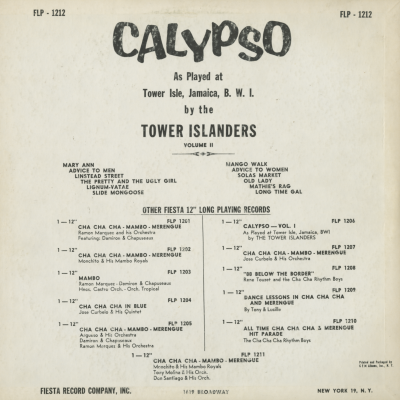 FLP - 1212
FLP - 1212
CALYPSO
As Played at
Tower Isle, Jamaica, B. W. I.
by the
TOWER ISLANDERS
VOLUME II
MARY ANN
ADVICE TO MEN
LINSTEAD STREET
THE PRETTY AND THE UGLY GIRL
LIGNUM-VATAE
SLIDE MONGOOSE
MANGO WALK
ADVICE TO WOMEN
SOLAS MARKET
OLD LADY
MATHIE'S RAG
LONG TIME GAL
OTHER FIESTA 12" LONG PLAYING RECORDS
1 — 12" FLP 1201
CHA CHA CHA - MAMBO - MERENGUE
Ramon Marquez and his Orchestra
Featuring Damiron & Chapuseaux
1 — 12" FLP 1202
CHA CHA CHA - MAMBO - MERENGUE
Monchito & His Mambo Royals
1 — 12" FLP 1203
MAMBO
Ramon Marquez - Damiron & Chapuseaux
Hnos. Castro Orch. - Orch. Tropical
1 — 12" FLP 1204
CHA CHA CHA IN BLUE
Jose Curbelo & His Quintet
1 — 12" FLP 1205
CHA CHA CHA - MAMBO - MERENGUE
Argueso & His Orchestra
Damiron & Chapuseaux
Ramon Marquez & His Orchestra
1 — 12" FLP 1206
CALYPSO — VOL. I
As Played at Tower Isle, Jamaica, BWI
by THE TOWER ISLANDERS
1 — 12" FLP 1207
CHA CHA CHA - MAMBO - MERENGUE
Jose Curbelo & His Orchestra
1 — 12" FLP 1208
"80 BELOW THE BORDER"
Rene Touzet and the Cha Cha Rhythm Boys
1 — 12" FLP 1209
DANCE LESSONS IN CHA CHA CHA
AND MERENGUE
By Tony & Lucille
1 — 12" FLP 1210
ALL TIME CHA CHA CHA & MERENGUE
HIT PARADE
The Cha Cha Cha Rhythm Boys
1 — 12" FLP 1211
CHA CHA CHA - MAMBO - MERENGUE
Monchito & His Mambo Royals
Tony Molina & His Orch.
Duo Santiago & His Orch.
Printed and Packaged by
FIESTA RECORD COMPANY, INC.
1619 BROADWAY
NEW YORK 19, N. Y.